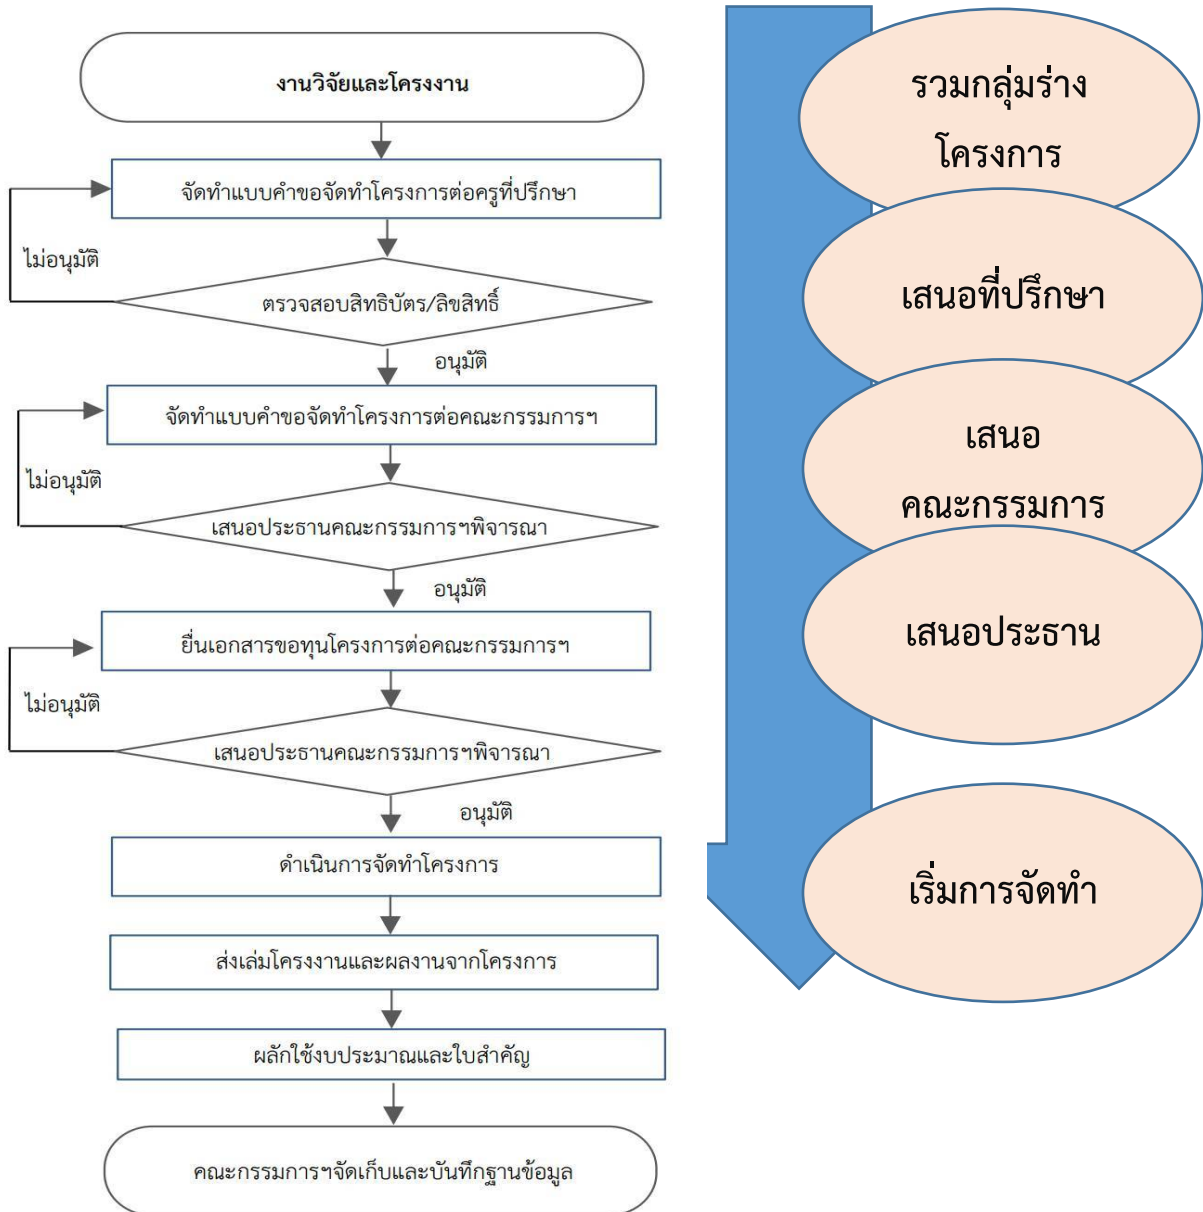 งานวิจัยและโครงงาน
จัดทำแบบคำขอจัดทำโครงการต่อครูที่ปรึกษา
ไม่อนุมัติ
ตรวจสอบสิทธิบัตร/ลิขสิทธิ์
อนุมัติ
จัดทำแบบคำขอจัดทำโครงการต่อคณะกรรมการฯ
ไม่อนุมัติ
เสนอประธานคณะกรรมการฯพิจารณา
อนุมัติ
ยื่นเอกสารขอทุนโครงการต่อคณะกรรมการฯ
ไม่อนุมัติ
เสนอประธานคณะกรรมการฯพิจารณา
อนุมัติ
ดำเนินการจัดทำโครงการ
ส่งเล่มโครงงานและผลงานจากโครงการ
ผลักใช้งบประมาณและใบสำคัญ
คณะกรรมการฯจัดเก็บและบันทึกฐานข้อมูล
รวมกลุ่มร่าง
โครงการ
เสนอที่ปรึกษา
เสนอ
คณะกรรมการ
เสนอประธาน
เริ่มการจัดทำ